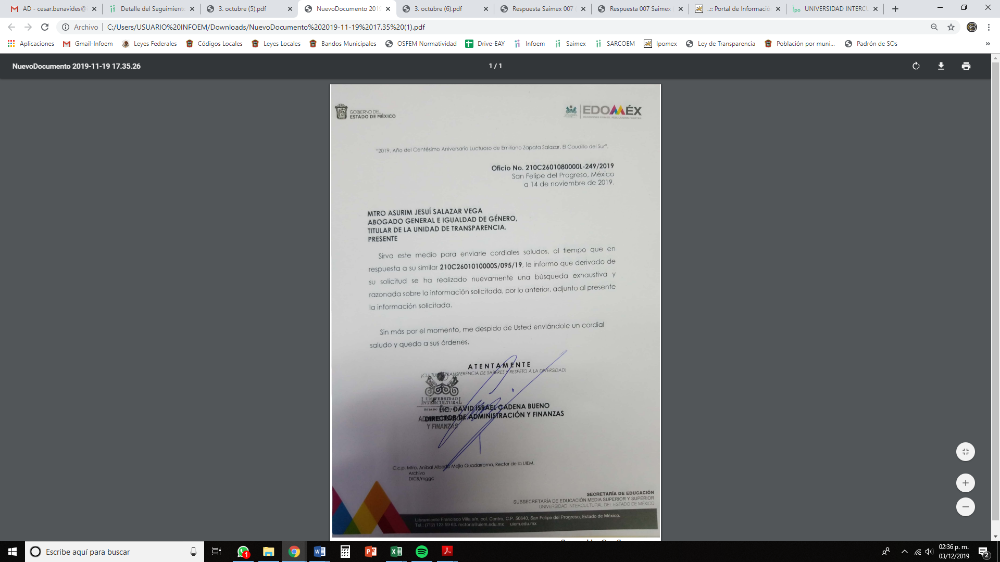 AD - cesar.benavides@
Detalle del Seguimiento
3. octubre (5).pdf
NuevoDocumento 2019
3. octubre (6).pdf
Respuesta Saimex 007
Respuesta 007 Saimex
..:: Portal de Informació
UNIVERSIDAD INTERCU
Archivo
C:/Users/USUARIO%20INFOEM/Downloads/NuevoDocumento%202019-11-19%2017.35%20(1).pdf
Aplicaciones
Gmail-Infoem
Leyes Federales
Códigos Locales
Leyes Locales
Bandos Municipales
OSFEM Normatividad
Drive-EAY
Infoem
Saimex
SARCOEM
Ipomex
Ley de Transparencia
Población por muni...
Padrón de SOs
»
NuevoDocumento 2019-11-19 17.35.26
1 / 1
GOBIERNO DEL
ESTADO DE MÉXICO
EDOMÉX
DECISIONES FIRMES, RESULTADOS FUERTES.
"2019. Año del Centésimo Aniversario Luctuoso de Emiliano Zapata Salazar. El Caudillo del Sur".
Oficio No. 210C2601080000L-249/2019
San Felipe del Progreso, México
a 14 de noviembre de 2019.
MTRO ASURIM JESUÍ SALAZAR VEGA
ABOGADO GENERAL E IGUALDAD DE GÉNERO,
TITULAR DE LA UNIDAD DE TRANSPARENCIA.
PRESENTE
Sirva este medio para enviarle cordiales saludos, al tiempo que en
respuesta a su similar 210C2601010000S/095/19, le informo que derivado de
su solicitud se ha realizado nuevamente una búsqueda exhaustiva y
razonada sobre la información solicitada, por lo anterior, adjunto al presente
la información solicitada.
Sin más por el momento, me despido de Usted enviándole un cordial
saludo y quedo a sus órdenes.
ATENTAMENTE
¡CULTURA, TRANSFERENCIA DE SABERES Y RESPETO A LA DIVERSIDAD!
UNIVERSIDAD
INTERCULTURAL
LIC. DAVID ISRAEL CADENA BUENO
DIRECTOR DE ADMINISTRACIÓN Y FINANZAS
Y FINANZAS
C.c.p. Mtro. Aníbal Alberto Mejía Guadarrama, Rector de la UIEM.
Archivo
DICB/mggc
SECRETARÍA DE EDUCACIÓN
SUBSECRETARÍA DE EDUCACIÓN MEDIA SUPERIOR Y SUPERIOR
UNIVERSIDAD INTERCULTURAL DEL ESTADO DE MÉXICO
Libramiento Francisco Villa s/n, col. Centro, C.P. 50640, San Felipe del Progreso, Estado de México.
Tel.: (712) 123 59 63. rectoria@uiem.edu.mx uiem.edu.mx
Escribe aquí para buscar
1
02:36 p. m.
03/12/2019
2